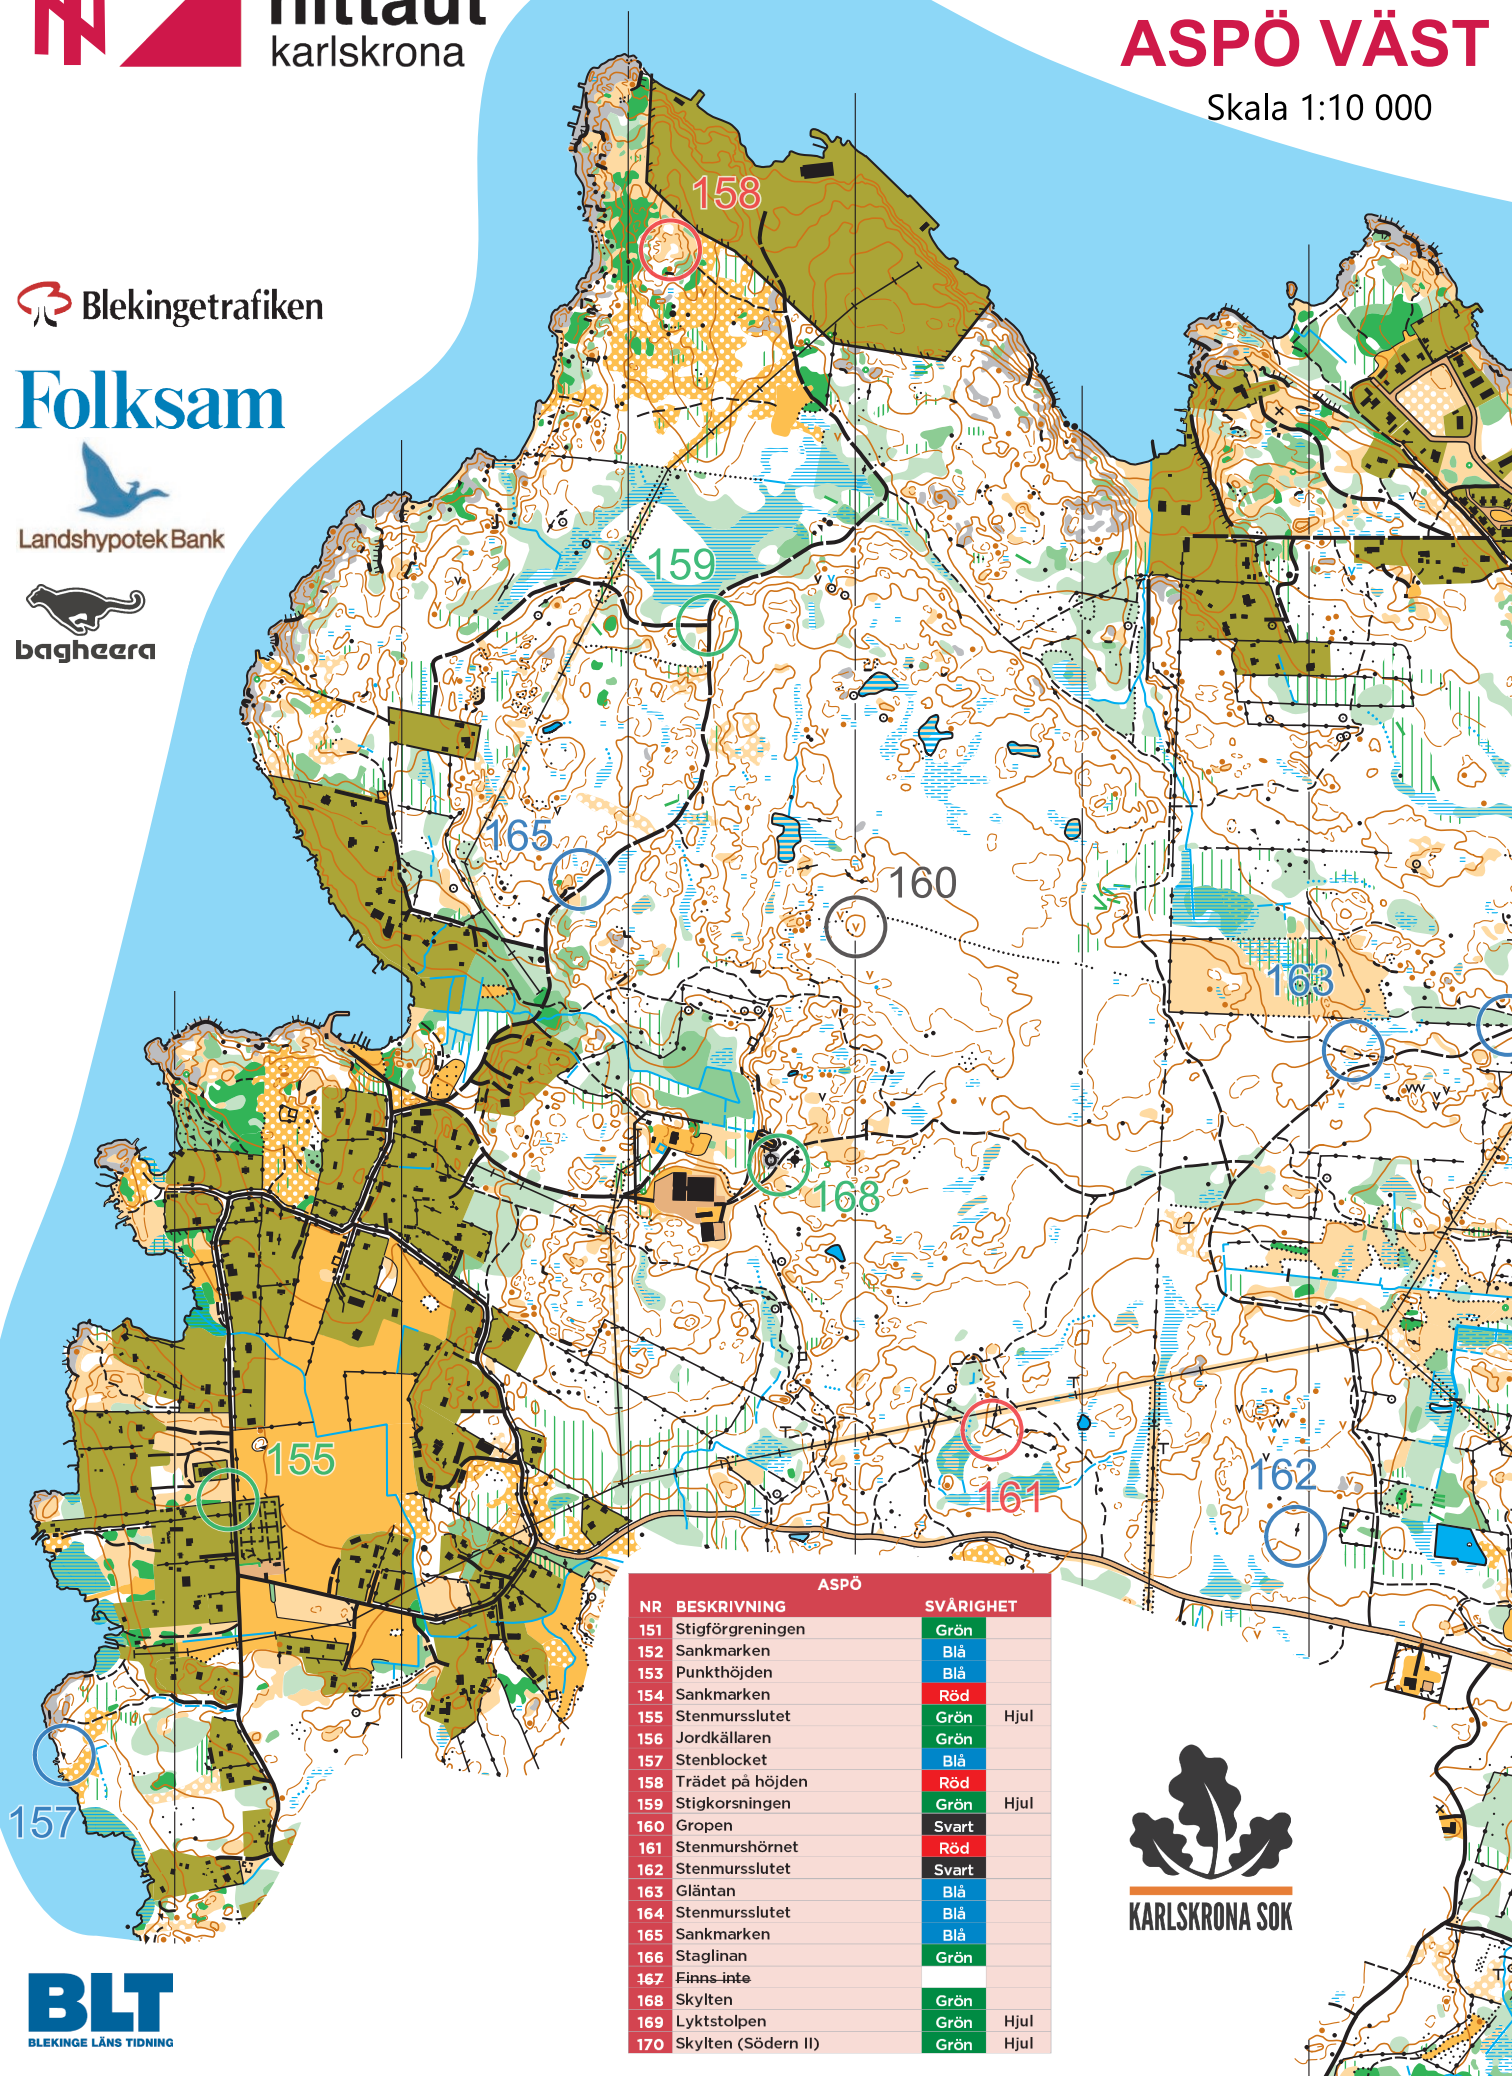 hittaut
karlskrona
ASPÖ VÄST
Skala 1:10 000
Blekingetrafiken
Folksam
Landshypotek Bank
bagheera
158
159
165
160
163
168
155
161
162
157
ASPÖ
NR BESKRIVNING SVÅRIGHET
151 Stigförgreningen Grön
152 Sankmarken Blå
153 Punkthöjden Blå
154 Sankmarken Röd
155 Stenmursslutet Grön Hjul
156 Jordkällaren Grön
157 Stenblocket Blå
158 Trädet på höjden Röd
159 Stigkorsningen Grön Hjul
160 Gropen Svart
161 Stenmurshörnet Röd
162 Stenmursslutet Svart
163 Gläntan Blå
164 Stenmursslutet Blå
165 Sankmarken Blå
166 Staglinan Grön
167 Finns inte
168 Skylten Grön
169 Lyktstolpen Grön Hjul
170 Skylten (Södern II) Grön Hjul
KARLSKRONA SOK
BLT
BLEKINGE LÄNS TIDNING